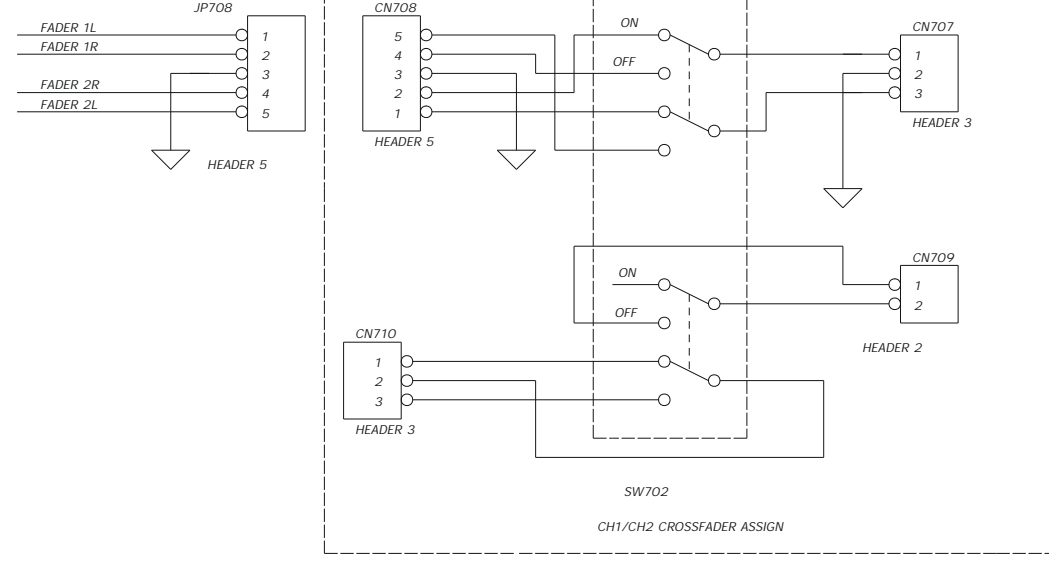 JP708
FADER 1L
FADER 1R
FADER 2R
FADER 2L
1
2
3
4
5
HEADER 5
CN708
5
4
3
2
1
HEADER 5
ON
OFF
CN707
1
2
3
HEADER 3
ON
OFF
CN709
1
2
HEADER 2
CN710
1
2
3
HEADER 3
SW702
CH1/CH2 CROSSFADER ASSIGN